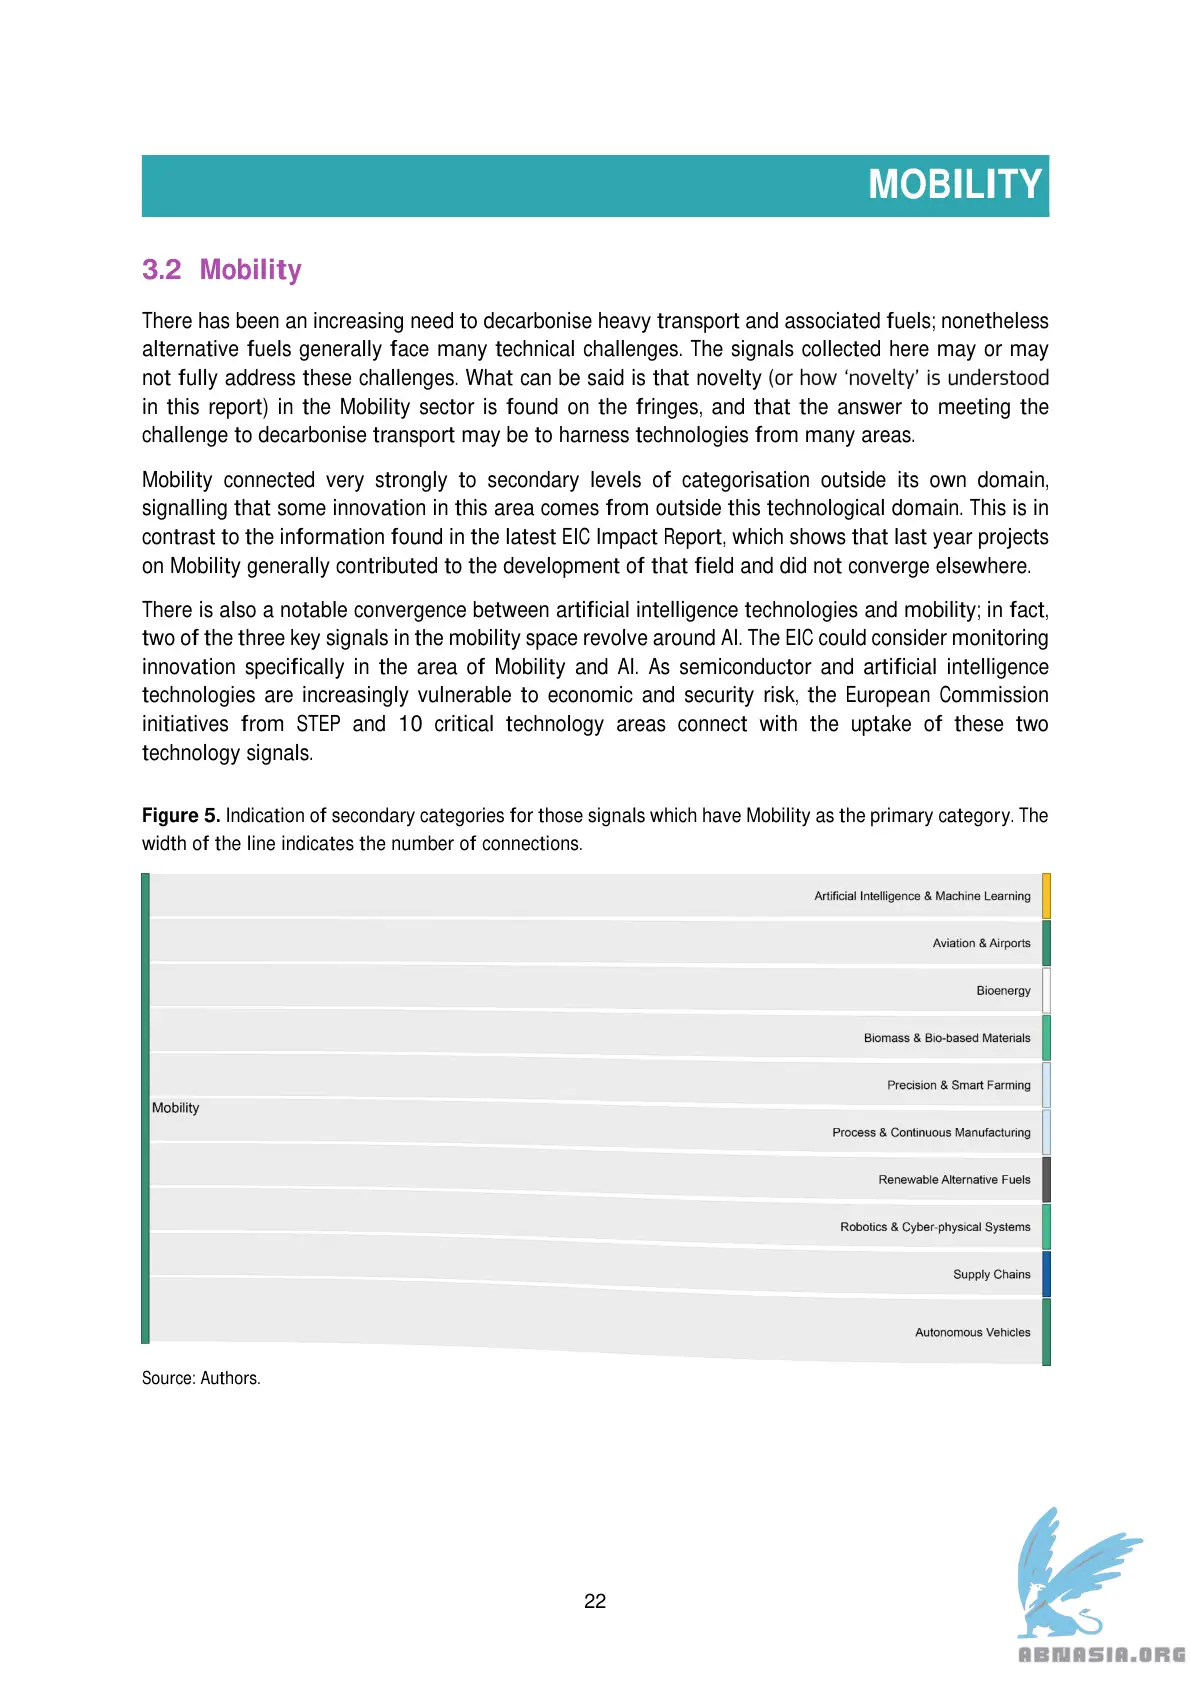 MOBILITY
3.2 Mobility
There has been an increasing need to decarbonise heavy transport and associated fuels; nonetheless
alternative fuels generally face many technical challenges. The signals collected here may or may
not fully address these challenges. What can be said is that novelty (or how ‘novelty’ is understood
in this report) in the Mobility sector is found on the fringes, and that the answer to meeting the
challenge to decarbonise transport may be to harness technologies from many areas.
Mobility connected very strongly to secondary levels of categorisation outside its own domain,
signalling that some innovation in this area comes from outside this technological domain. This is in
contrast to the information found in the latest EIC Impact Report, which shows that last year projects
on Mobility generally contributed to the development of that field and did not converge elsewhere.
There is also a notable convergence between artificial intelligence technologies and mobility; in fact,
two of the three key signals in the mobility space revolve around AI. The EIC could consider monitoring
innovation specifically in the area of Mobility and AI. As semiconductor and artificial intelligence
technologies are increasingly vulnerable to economic and security risk, the European Commission
initiatives from STEP and 10 critical technology areas connect with the uptake of these two
technology signals.
Figure 5. Indication of secondary categories for those signals which have Mobility as the primary category. The
width of the line indicates the number of connections.
Artificial Intelligence & Machine Learning
Aviation & Airports
Bioenergy
Biomass & Bio-based Materials
Precision & Smart Farming
Mobility
Process & Continuous Manufacturing
Renewable Alternative Fuels
Robotics & Cyber-physical Systems
Supply Chains
Autonomous Vehicles
Source: Authors.
22
ABNASIA.ORG